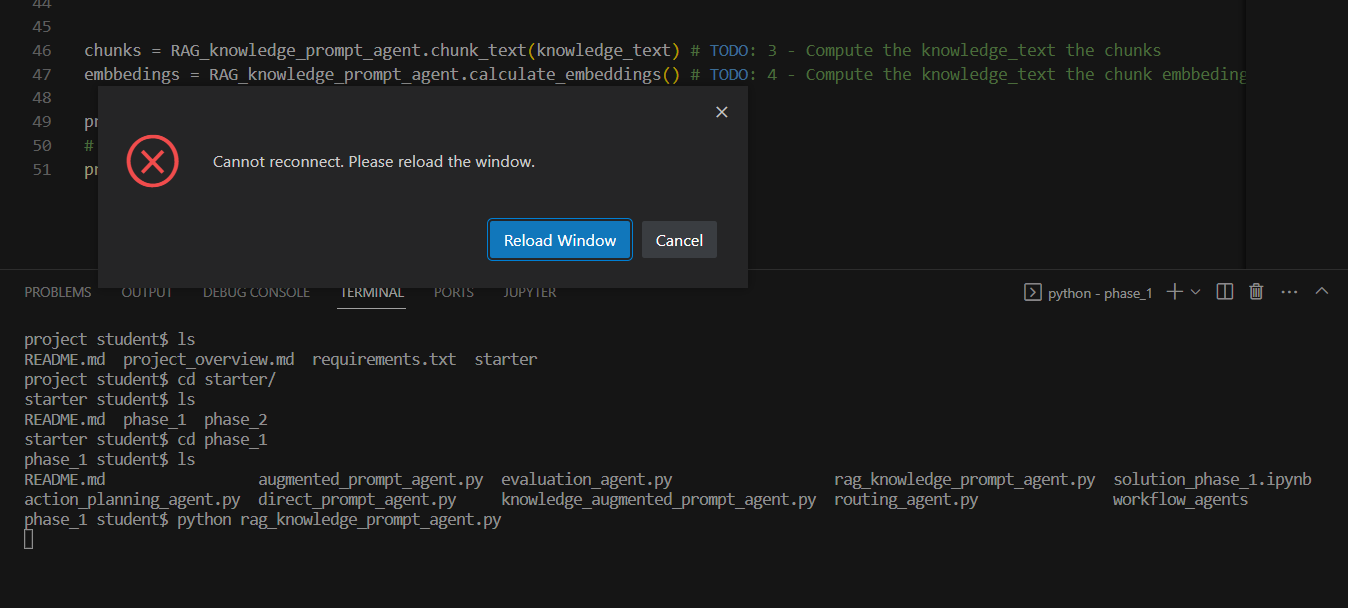 44
45
46 chunks = RAG_knowledge_prompt_agent.chunk_text(knowledge_text) # TODO: 3 - Compute the knowledge_text the chunks
47 embbedings = RAG_knowledge_prompt_agent.calculate_embeddings() # TODO: 4 - Compute the knowledge_text the chunk embbeding
48
49 pr
50 #
51 pr
Cannot reconnect. Please reload the window.
Reload Window Cancel
PROBLEMS OUTPUT DEBUG CONSOLE TERMINAL PORTS JUPYTER python - phase_1
project student$ ls
README.md project_overview.md requirements.txt starter
project student$ cd starter/
starter student$ ls
README.md phase_1 phase_2
starter student$ cd phase_1
phase_1 student$ ls
README.md augmented_prompt_agent.py evaluation_agent.py rag_knowledge_prompt_agent.py solution_phase_1.ipynb
action_planning_agent.py direct_prompt_agent.py knowledge_augmented_prompt_agent.py routing_agent.py workflow_agents
phase_1 student$ python rag_knowledge_prompt_agent.py